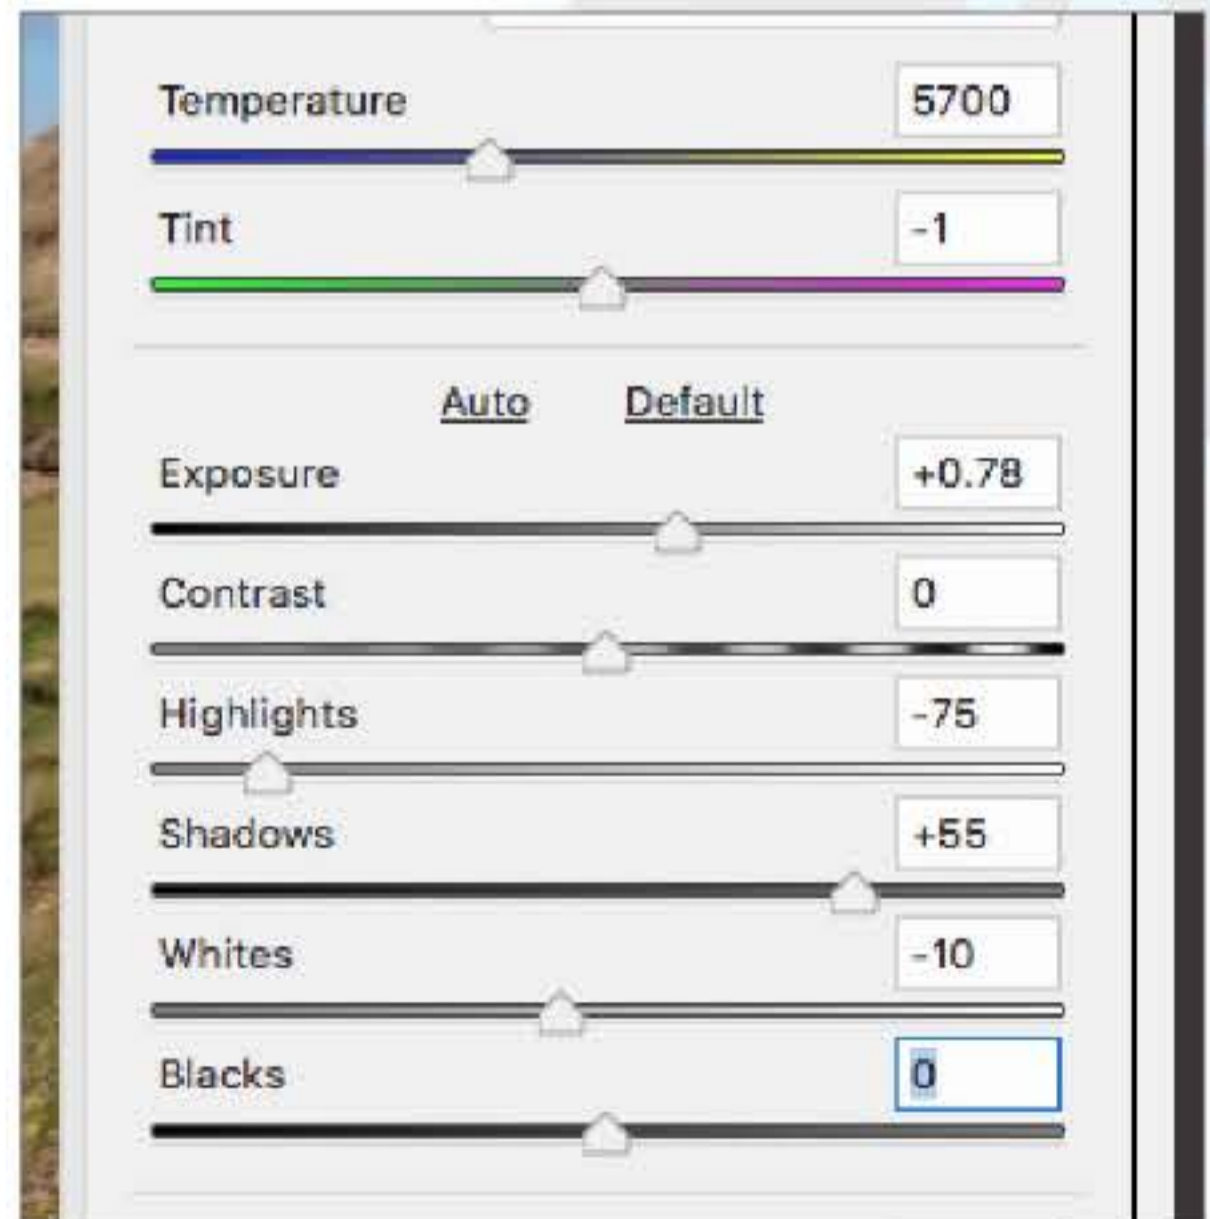 Temperature 5700
Tint -1
Auto Default
Exposure +0.78
Contrast 0
Highlights -75
Shadows +55
Whites -10
Blacks 0